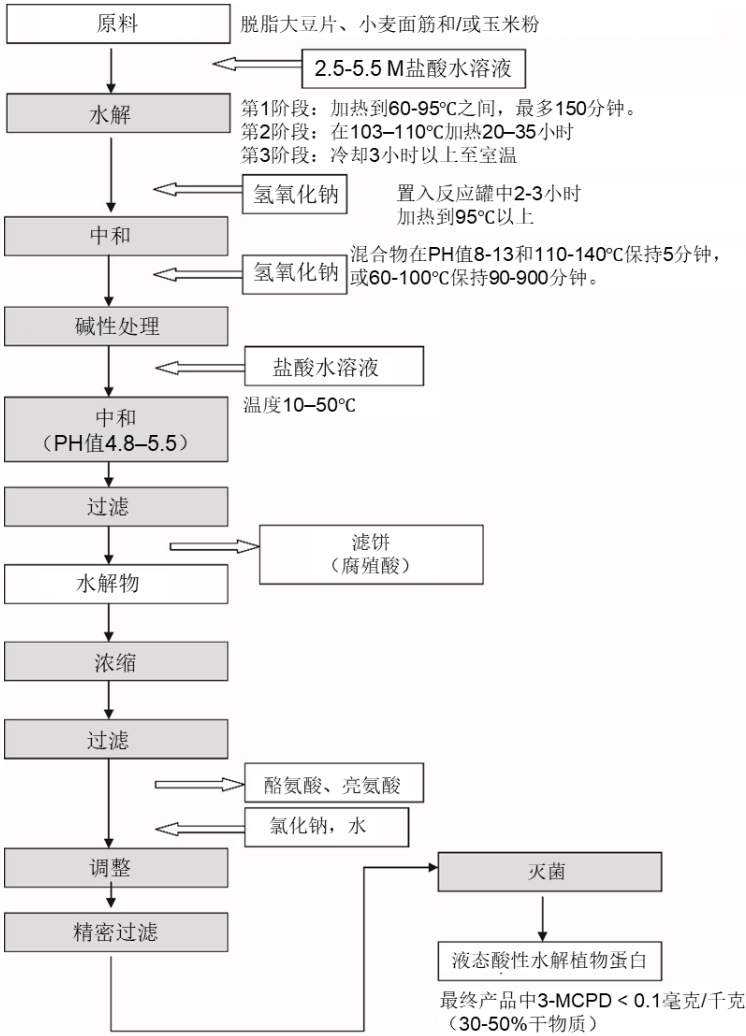 原料
脱脂大豆片、小麦面筋和/或玉米粉
2.5-5.5 M盐酸水溶液
水解
第1阶段：加热到60-95℃之间，最多150分钟。
第2阶段：在103–110℃加热20–35小时
第3阶段：冷却3小时以上至室温
氢氧化钠
置入反应罐中2-3小时
加热到95℃以上
中和
氢氧化钠
混合物在PH值8-13和110-140℃保持5分钟，
或60-100℃保持90-900分钟。
碱性处理
盐酸水溶液
中和
（PH值4.8–5.5）
温度10–50℃
过滤
滤饼
（腐殖酸）
水解物
浓缩
过滤
酪氨酸、亮氨酸
氯化钠，水
调整
灭菌
精密过滤
液态酸性水解植物蛋白
最终产品中3-MCPD < 0.1毫克/千克
（30-50%干物质）